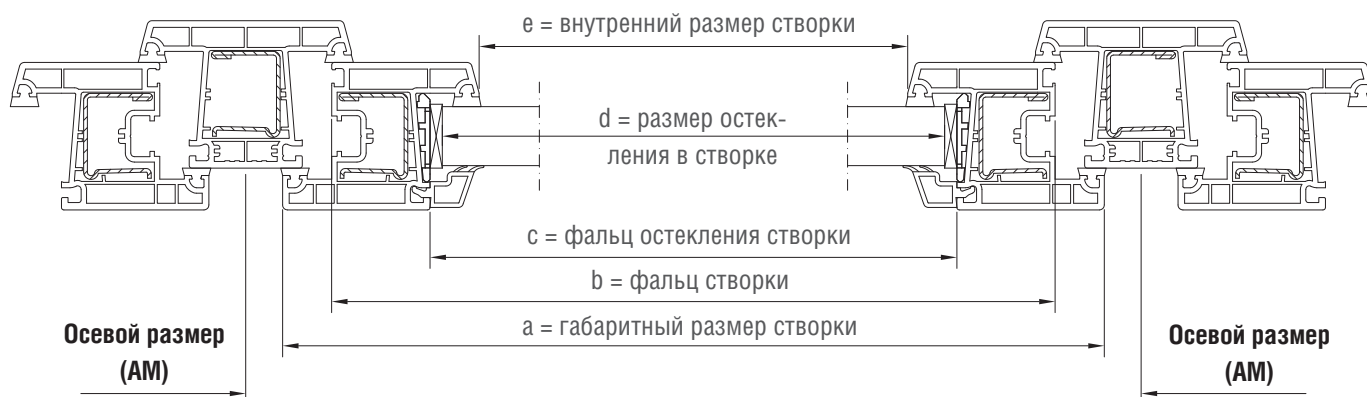 e = внутренний размер створки
d = размер остек-
ления в створке
c = фальц остекления створки
b = фальц створки
a = габаритный размер створки
Осевой размер
(AM)
Осевой размер
(AM)